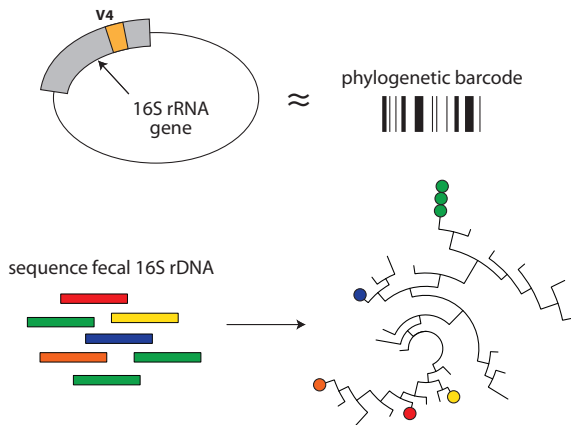 V4
16S rRNA
gene
≈
phylogenetic barcode
sequence fecal 16S rDNA